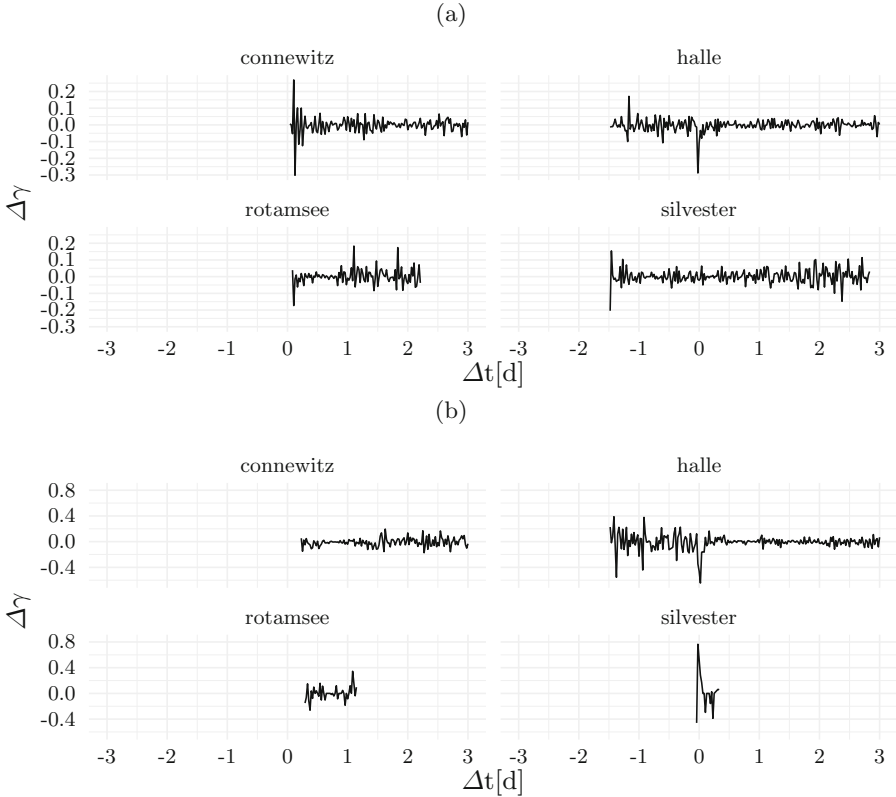 (a)
connewitz halle
0.2
0.1
0.0
-0.1
-0.2
-0.3
rotamsee silvester
0.2
0.1
0.0
-0.1
-0.2
-0.3
Δγ
-3 -2 -1 0 1 2 3 -3 -2 -1 0 1 2 3
Δt[d]
(b)
connewitz halle
0.8
0.4
0.0
-0.4
rotamsee silvester
0.8
0.4
0.0
-0.4
Δγ
-3 -2 -1 0 1 2 3 -3 -2 -1 0 1 2 3
Δt[d]